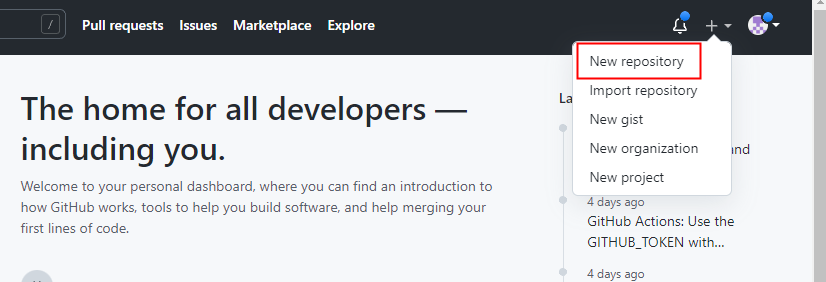 /
Pull requests
Issues
Marketplace
Explore
New repository
Import repository
New gist
New organization
New project
The home for all developers —
including you.
Welcome to your personal dashboard, where you can find an introduction to
how GitHub works, tools to help you build software, and help merging your
first lines of code.
La
and
4 days ago
GitHub Actions: Use the
GITHUB_TOKEN with...
4 days ago